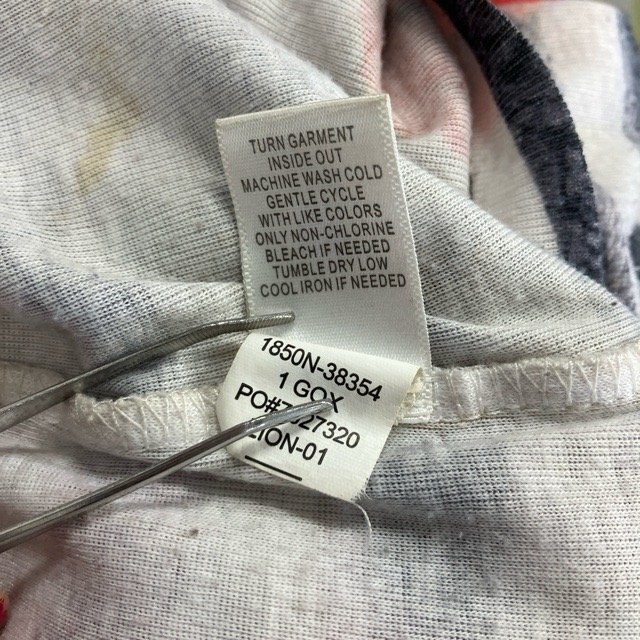 TURN GARMENT
INSIDE OUT
MACHINE WASH COLD
GENTLE CYCLE
WITH LIKE COLORS
ONLY NON-CHLORINE
BLEACH IF NEEDED
TUMBLE DRY LOW
COOL IRON IF NEEDED
1850N-38354
1 GOX